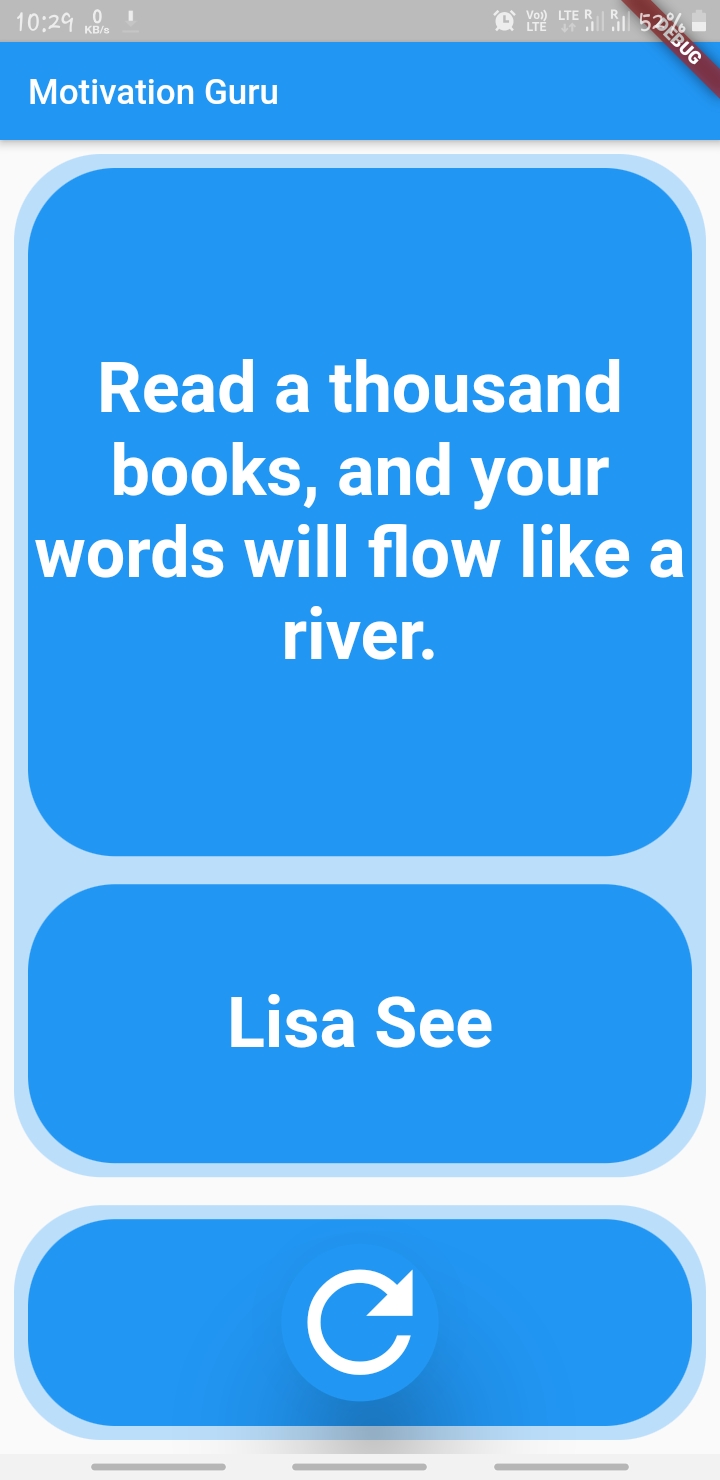 10:29 0 KB/s Vo)) LTE LTE R R 52%
DEBUG
Motivation Guru
Read a thousand
books, and your
words will flow like a
river.
Lisa See